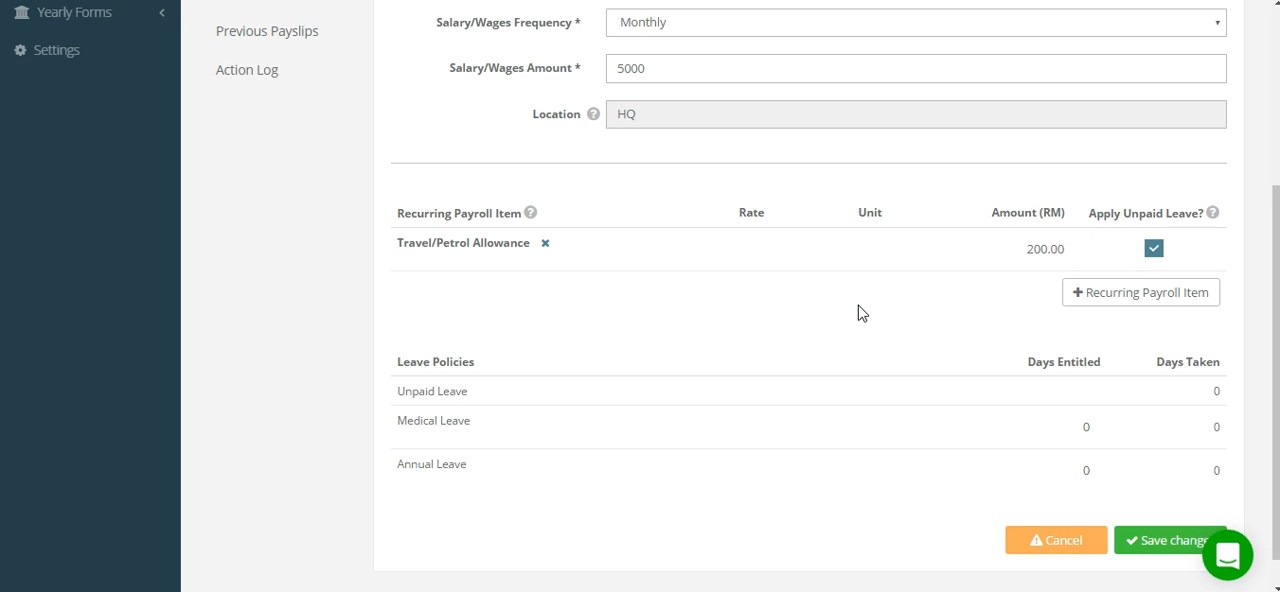 Yearly Forms
Settings
Previous Payslips
Action Log
Salary/Wages Frequency * Monthly
Salary/Wages Amount * 5000
Location HQ
Recurring Payroll Item Rate Unit Amount (RM) Apply Unpaid Leave?
Travel/Petrol Allowance 200.00
Recurring Payroll Item
Leave Policies Days Entitled Days Taken
Unpaid Leave 0
Medical Leave 0 0
Annual Leave 0 0
Cancel Save change